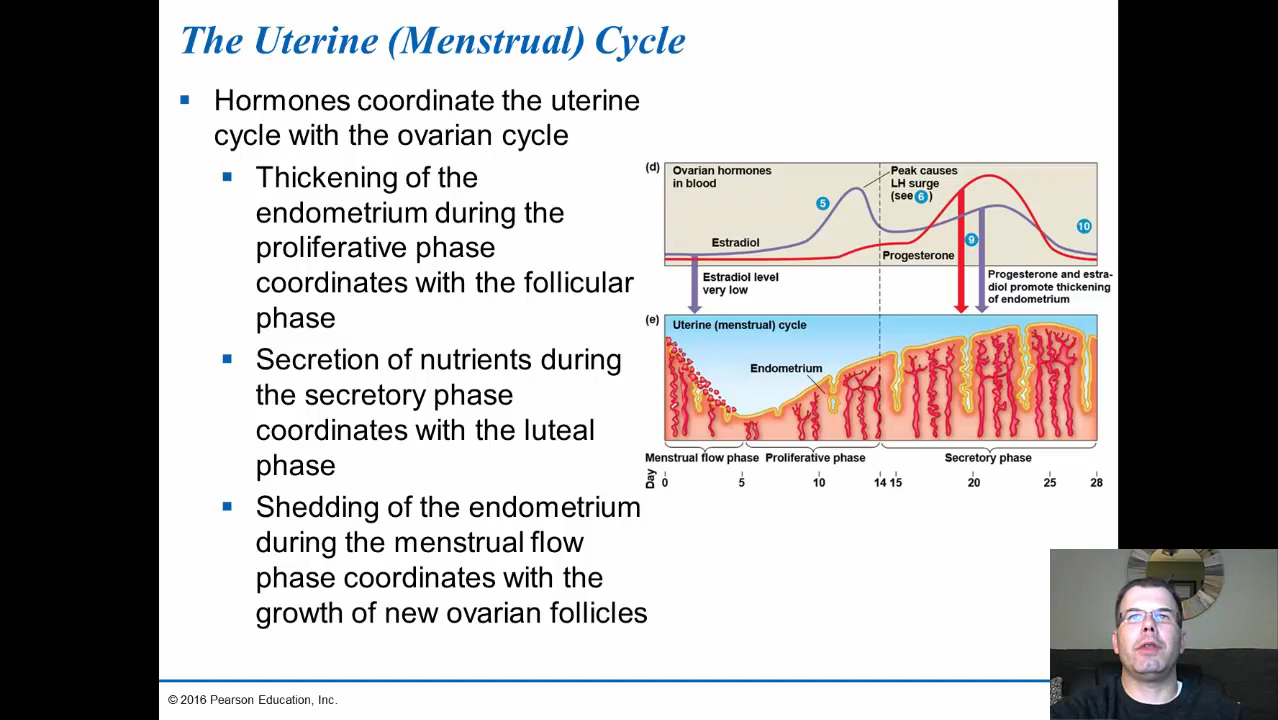 The Uterine (Menstrual) Cycle
Hormones coordinate the uterine
cycle with the ovarian cycle
Thickening of the
endometrium during the
proliferative phase
coordinates with the follicular
phase
Secretion of nutrients during
the secretory phase
coordinates with the luteal
phase
Shedding of the endometrium
during the menstrual flow
phase coordinates with the
growth of new ovarian follicles
(d)
Ovarian hormones
in blood
Peak causes
LH surge
(see 6)
5
10
9
Estradiol
Progesterone
Estradiol level
very low
Progesterone and estra-
diol promote thickening
of endometrium
(e)
Uterine (menstrual) cycle
Endometrium
Menstrual flow phase Proliferative phase Secretory phase
Day 0 5 10 14 15 20 25 28
© 2016 Pearson Education, Inc.